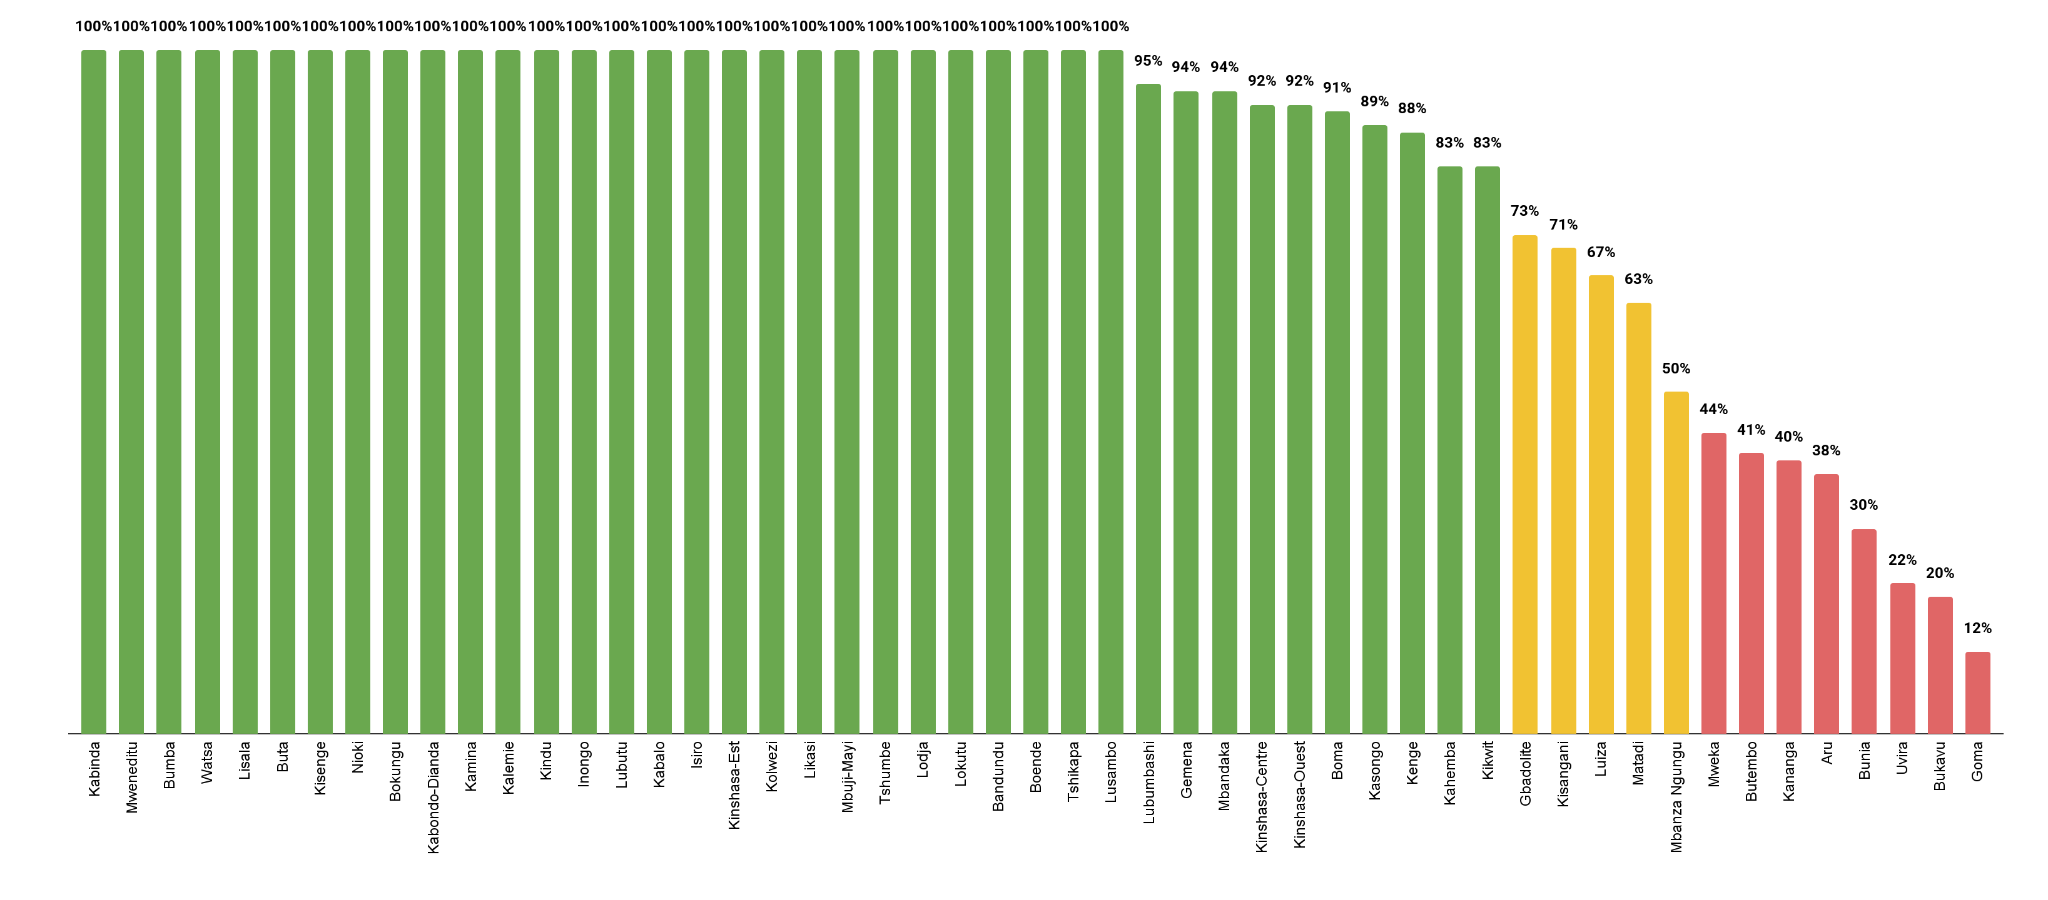 100% 100% 100% 100% 100% 100% 100% 100% 100% 100% 100% 100% 100% 100% 100% 100% 100% 100% 100% 100% 100% 100% 100% 100% 100% 100% 100% 100%
95%
94%
94%
92%
92%
91%
89%
88%
83%
83%
73%
71%
67%
63%
50%
44%
41%
40%
38%
30%
22%
20%
12%
Kabinda
Mweneditu
Bumba
Watsa
Lisala
Buta
Kisenge
Nioki
Bokungu
Kabondo-Dianda
Kamina
Kalemie
Kindu
Inongo
Lubutu
Kabalo
Isiro
Kinshasa-Est
Kolwezi
Likasi
Mbuji-Mayi
Tshumbe
Lodja
Lokutu
Bandundu
Boende
Tshikapa
Lusambo
Lubumbashi
Gemena
Mbandaka
Kinshasa-Centre
Kinshasa-Ouest
Boma
Kasongo
Kenge
Kahemba
Kikwit
Gbadolite
Kisangani
Luiza
Matadi
Mbanza Ngungu
Mweka
Butembo
Kananga
Aru
Bunia
Uvira
Bukavu
Goma